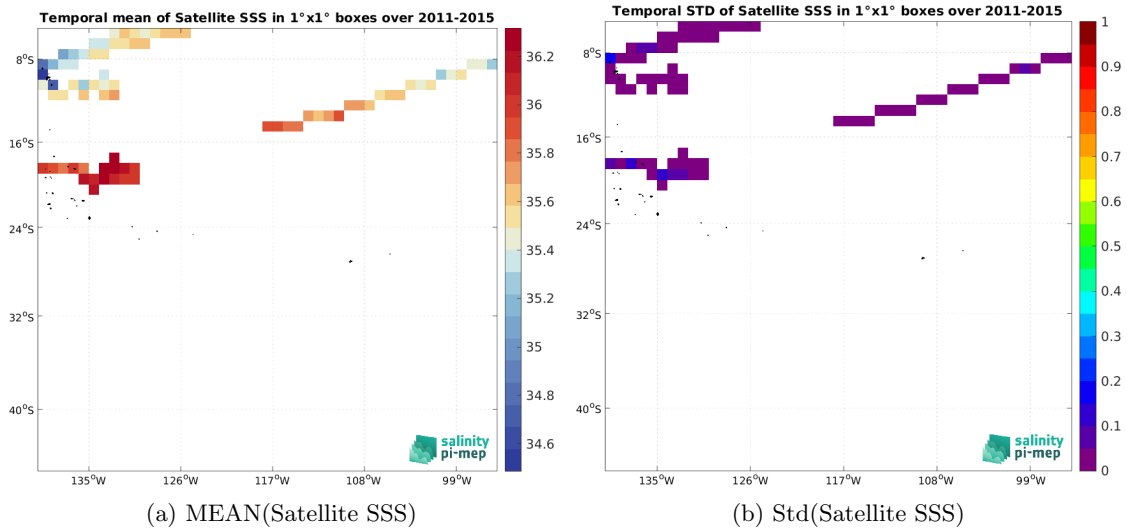 Temporal mean of Satellite SSS in 1°x1° boxes over 2011-2015
8°S
16°S
24°S
32°S
40°S
135°W
126°W
117°W
108°W
99°W
36.2
36
35.8
35.6
35.4
35.2
35
34.8
34.6
salinity
pi-mep
(a) MEAN(Satellite SSS)
Temporal STD of Satellite SSS in 1°x1° boxes over 2011-2015
8°S
16°S
24°S
32°S
40°S
135°W
126°W
117°W
108°W
99°W
1
0.9
0.8
0.7
0.6
0.5
0.4
0.3
0.2
0.1
0
salinity
pi-mep
(b) Std(Satellite SSS)